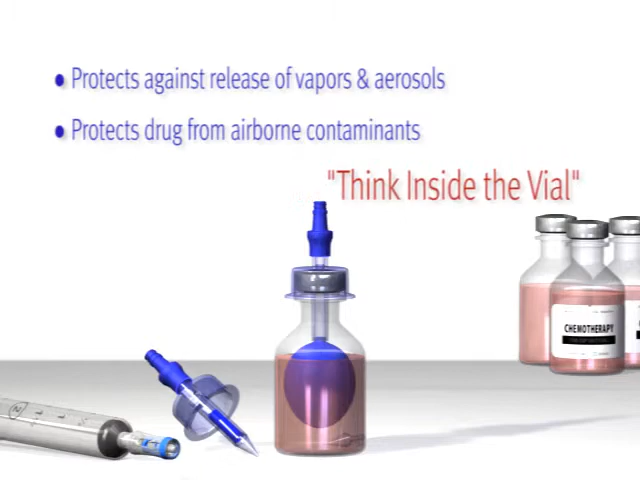 • Protects against release of vapors & aerosols
• Protects drug from airborne contaminants
"Think Inside the Vial"
CHEMOTHERAPY